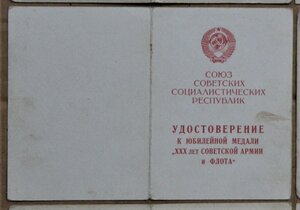 СОЮЗ
СОВЕТСКИХ
СОЦИАЛИСТИЧЕСКИХ
РЕСПУБЛИК
УДОСТОВЕРЕНИЕ
К ЮБИЛЕЙНОЙ МЕДАЛИ
„XXX ЛЕТ СОВЕТСКОЙ АРМИИ
и ФЛОТА“